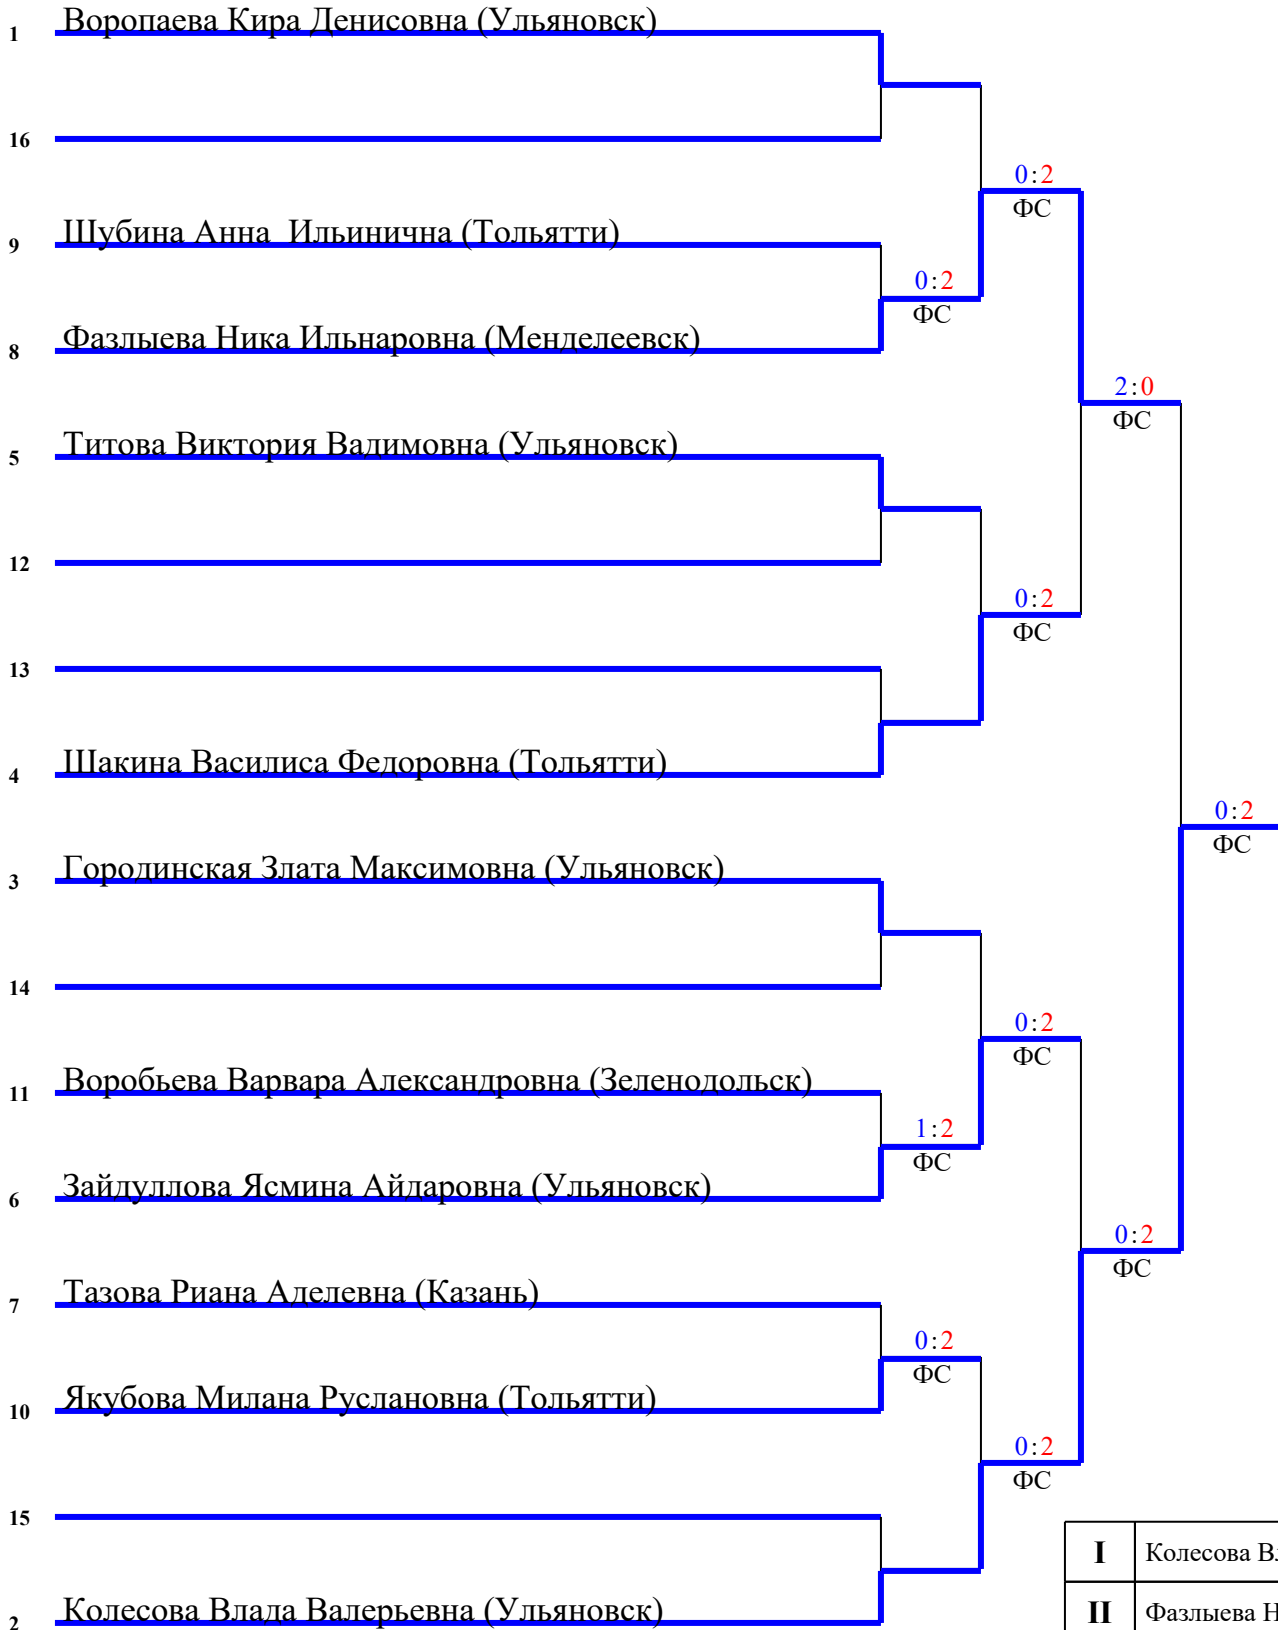 1 Воропаева Кира Денисовна (Ульяновск)
16
0:2
ФС
9 Шубина Анна Ильинична (Тольятти)
0:2
ФС
8 Фазлыева Ника Ильнаровна (Менделеевск)
2:0
ФС
5 Титова Виктория Вадимовна (Ульяновск)
12
0:2
ФС
13
4 Шакина Василиса Федоровна (Тольятти)
0:2
ФС
3 Городинская Злата Максимовна (Ульяновск)
14
0:2
ФС
11 Воробьева Варвара Александровна (Зеленодольск)
1:2
ФС
6 Зайдуллова Ясмина Айдаровна (Ульяновск)
0:2
ФС
7 Тазова Риана Аделевна (Казань)
0:2
ФС
10 Якубова Милана Руслановна (Тольятти)
0:2
ФС
15
I Колесова
2 Колесова Влада Валерьевна (Ульяновск)
II Фазлыева Н